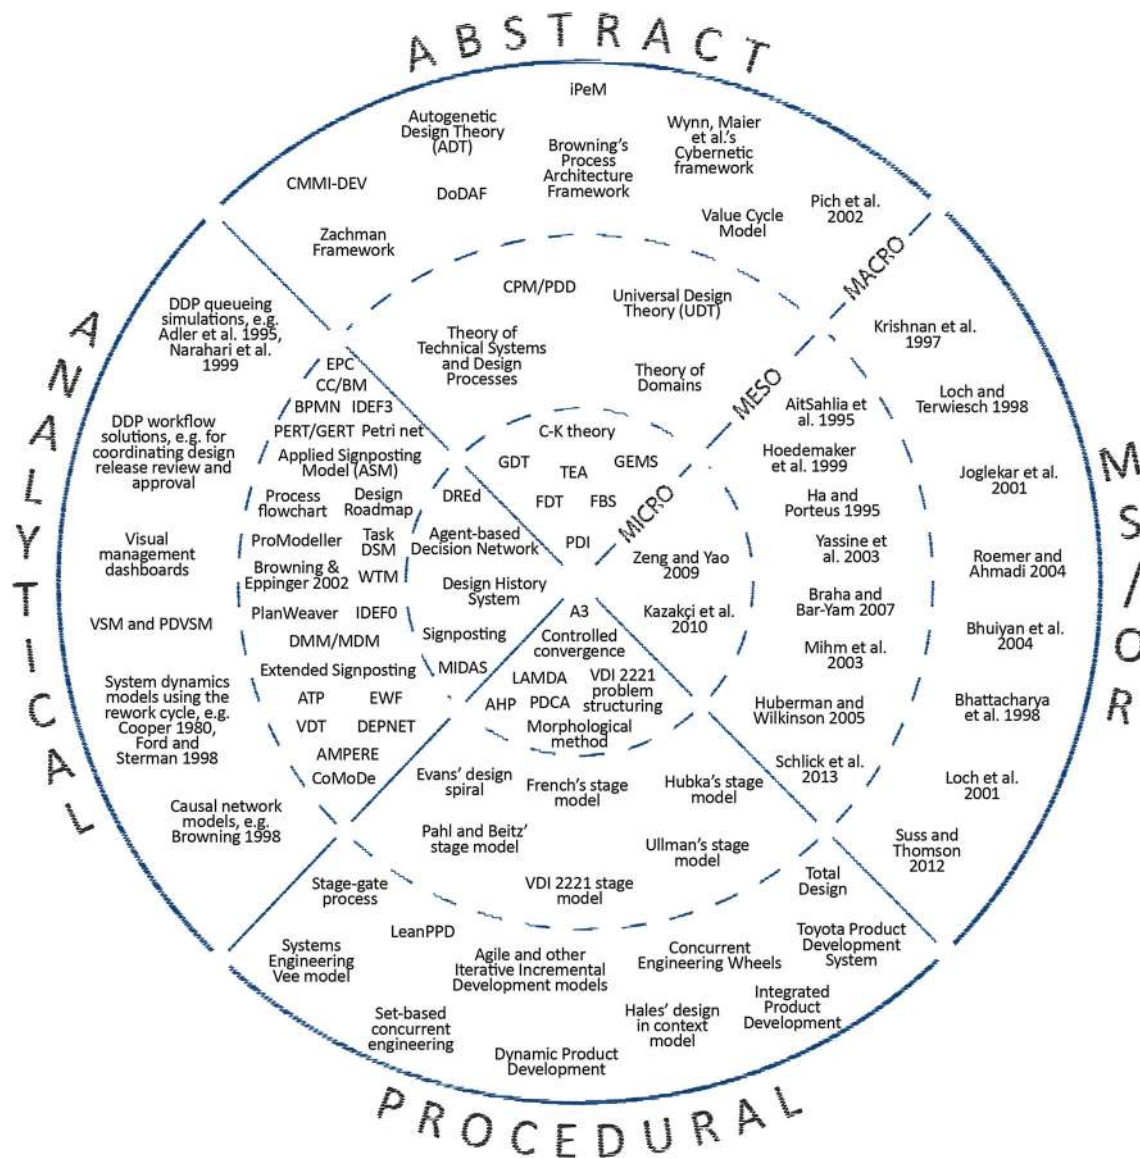 ABSTRACT
iPeM
Autogenetic
Design Theory
(ADT)
Wynn, Maier
et al.'s
Cybernetic
framework
Browning's
Process
Architecture
Framework
CMMI-DEV
DoDAF
Pich et al.
2002
Value Cycle
Model
Zachman
Framework
MACRO
CPM/PDD
Universal Design
Theory (UDT)
Theory of
Technical Systems
and Design
Processes
Theory of
Domains
MESO
C-K theory
GDT
TEA
GEMS
FDT
FBS
PDI
MICRO
ANALYTICAL
DDP queueing
simulations, e.g.
Adler et al. 1995,
Narahari et al.
1999
DDP workflow
solutions, e.g. for
coordinating design
release review and
approval
Visual
management
dashboards
VSM and PDVSM
System dynamics
models using the
rework cycle, e.g.
Cooper 1980,
Ford and
Sterman 1998
Causal network
models, e.g.
Browning 1998
EPC
CC/BM
BPMN IDEF3
PERT/GERT Petri net
Applied Signposting
Model (ASM)
Process
flowchart
Design
Roadmap
ProModeller
Task
DSM
Browning &
Eppinger 2002
WTM
PlanWeaver IDEF0
DMM/MDM
Extended Signposting
ATP EWF
VDT DEPNET
AMPERE
CoMoDe
DREd
Agent-based
Decision Network
Design History
System
Signposting
MIDAS
MS/OR
Krishnan et al.
1997
Loch and
Terwiesch 1998
Joglekar et al.
2001
Roemer and
Ahmadi 2004
Bhuiyan et al.
2004
Bhattacharya
et al. 1998
Loch et al.
2001
Suss and
Thomson
2012
AitSahlia et
al. 1995
Hoedemaker
et al. 1999
Ha and
Porteus 1995
Yassine et
al. 2003
Braha and
Bar-Yam 2007
Mihm et al.
2003
Huberman and
Wilkinson 2005
Schlick et al.
2013
Zeng and Yao
2009
Kazakçi et al.
2010
A3
Controlled
convergence
LAMDA
VDI 2221
problem
structuring
AHP PDCA
Morphological
method
Evans' design
spiral
French's stage
model
Hubka's stage
model
Pahl and Beitz'
stage model
Ullman's stage
model
VDI 2221 stage
model
Stage-gate
process
Total
Design
LeanPPD
Systems
Engineering
Vee model
Agile and other
Iterative Incremental
Development models
Concurrent
Engineering Wheels
Toyota Product
Development
System
Set-based
concurrent
engineering
Hales' design
in context
model
Integrated
Product
Development
Dynamic Product
Development
PROCEDURAL